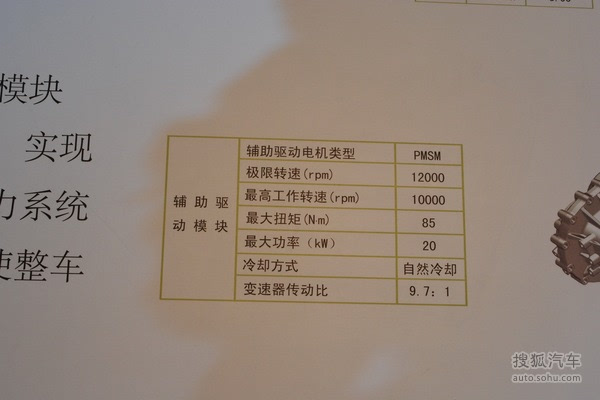 模块
实现
力系统
使整车
辅助驱动模块
辅助驱动电机类型 PMSM
极限转速(rpm) 12000
最高工作转速(rpm) 10000
最大扭矩(N·m) 85
最大功率（kW） 20
冷却方式 自然冷却
变速器传动比 9.7：1
搜狐汽车
auto.sohu.com